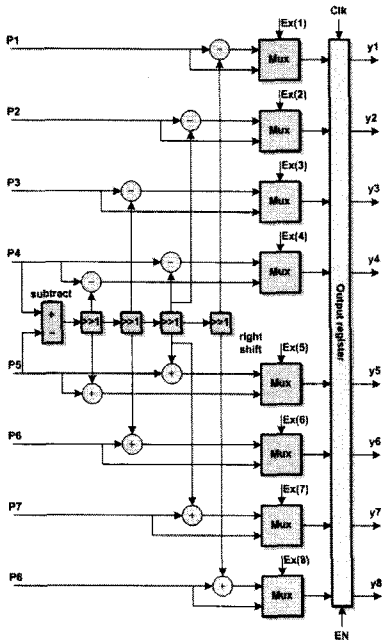 Clk
P1
Ex(1)
−
Mux
y1
P2
Ex(2)
−
Mux
y2
P3
Ex(3)
−
Mux
y3
P4
Ex(4)
−
−
Mux
y4
subtract
+
−
>>1
>>1
>>1
>>1
right
shift
Output register
P5
Ex(5)
+
+
Mux
y5
P6
Ex(6)
+
Mux
y6
P7
Ex(7)
+
Mux
y7
P6
Ex(8)
+
Mux
y8
EN